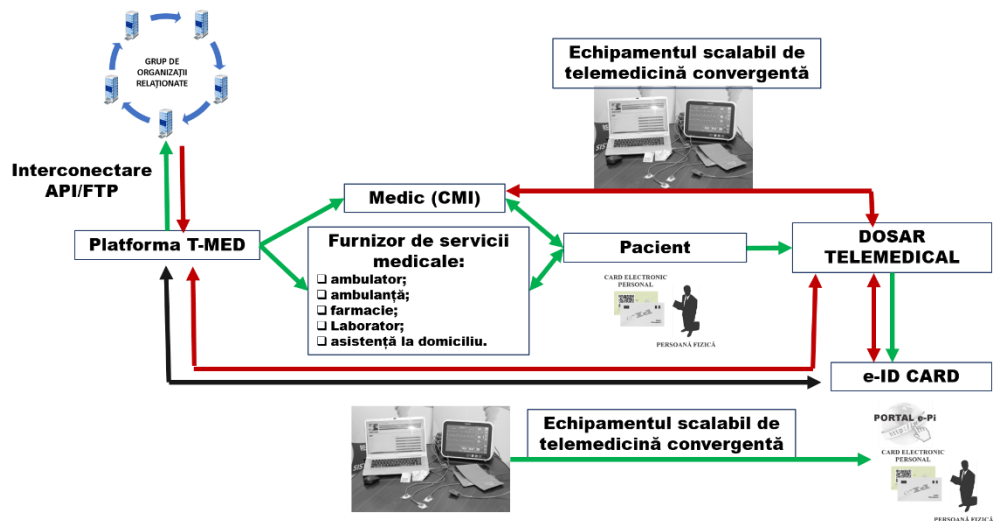 GRUP DE
ORGANIZAȚII
RELAȚIONATE
Echipamentul scalabil de
telemedicină convergentă
Interconectare
API/FTP
Medic (CMI)
Platforma T-MED
Furnizor de servicii
medicale:
❑ ambulator;
❑ ambulanță;
❑ farmacie;
❑ Laborator;
❑ asistență la domiciliu.
Pacient
DOSAR
TELEMEDICAL
CARD ELECTRONIC
PERSONAL
PERSOANĂ FIZICĂ
e-ID CARD
Echipamentul scalabil de
telemedicină convergentă
PORTAL e-Pi
http://
CARD ELECTRONIC
PERSONAL
PERSOANĂ FIZICĂ